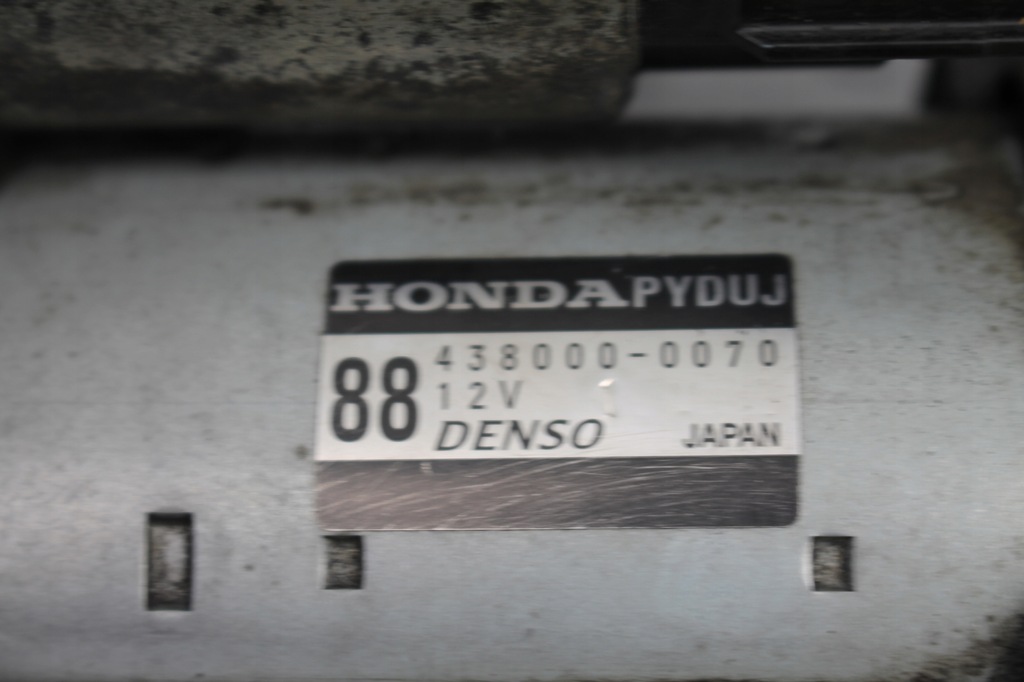 HONDA PYDUJ
88
438000-0070
12V
DENSO JAPAN